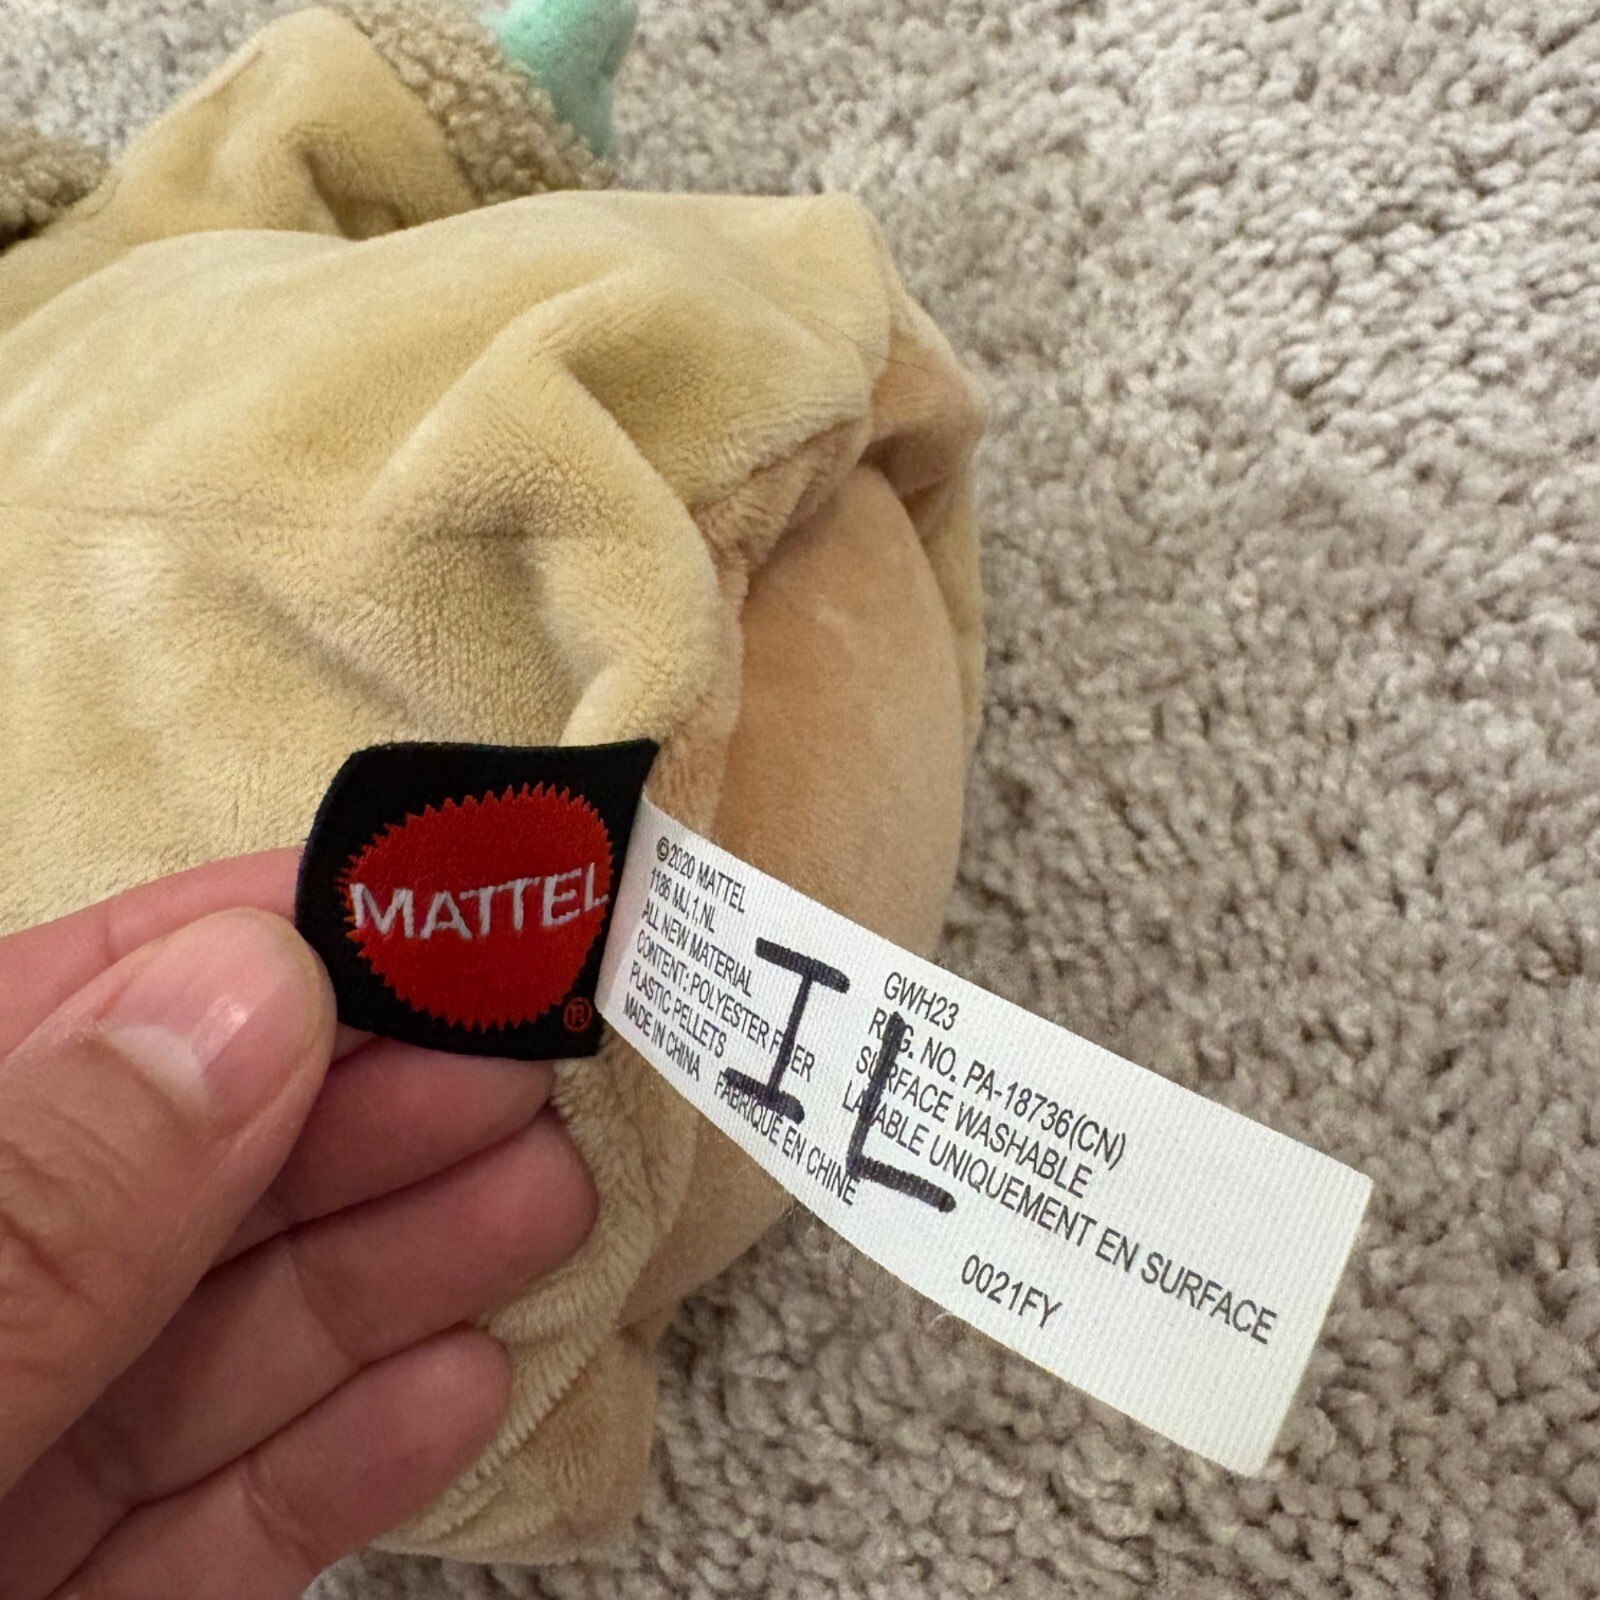 MATTEL
®
©2020 MATTEL
1186 MJ,1,NL
ALL NEW MATERIAL
CONTENT: POLYESTER FIBER
PLASTIC PELLETS
MADE IN CHINA
FABRIQUÉ EN CHINE
I L
GWH23
REG. NO. PA-18736(CN)
SURFACE WASHABLE
LAVABLE UNIQUEMENT EN SURFACE
0021FY